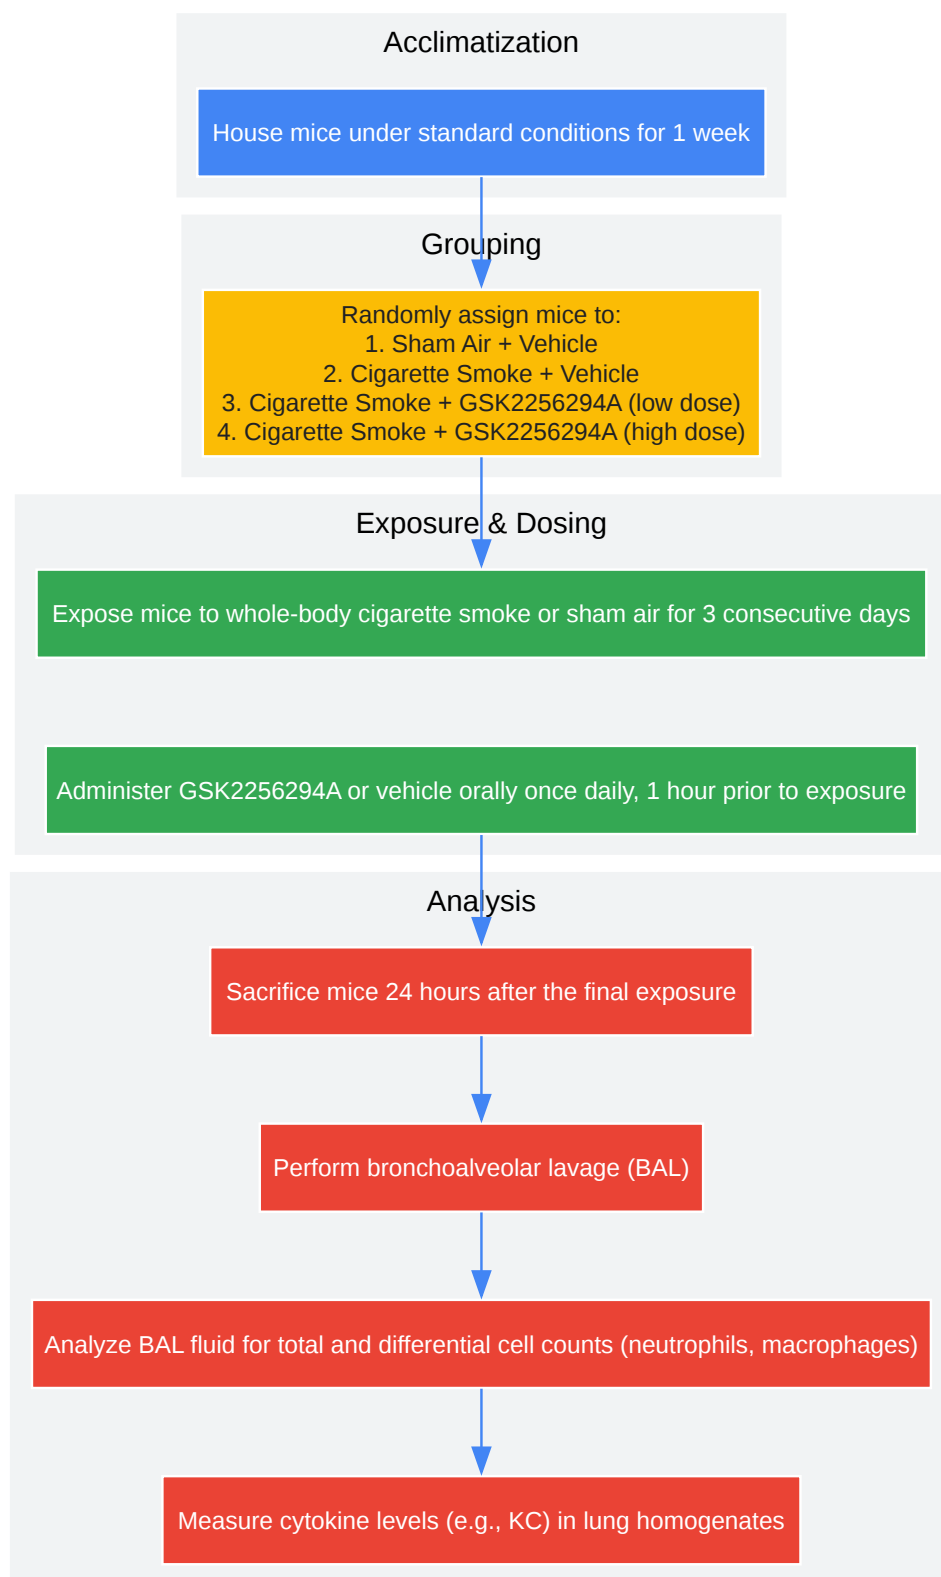 Acclimatization
House mice under standard conditions for 1 week
Grouping
Randomly assign mice to:
1. Sham Air + Vehicle
2. Cigarette Smoke + Vehicle
3. Cigarette Smoke + GSK2256294A (low dose)
4. Cigarette Smoke + GSK2256294A (high dose)
Exposure & Dosing
Expose mice to whole-body cigarette smoke or sham air for 3 consecutive days
Administer GSK2256294A or vehicle orally once daily, 1 hour prior to exposure
Analysis
Sacrifice mice 24 hours after the final exposure
Perform bronchoalveolar lavage (BAL)
Analyze BAL fluid for total and differential cell counts (neutrophils, macrophages)
Measure cytokine levels (e.g., KC) in lung homogenates